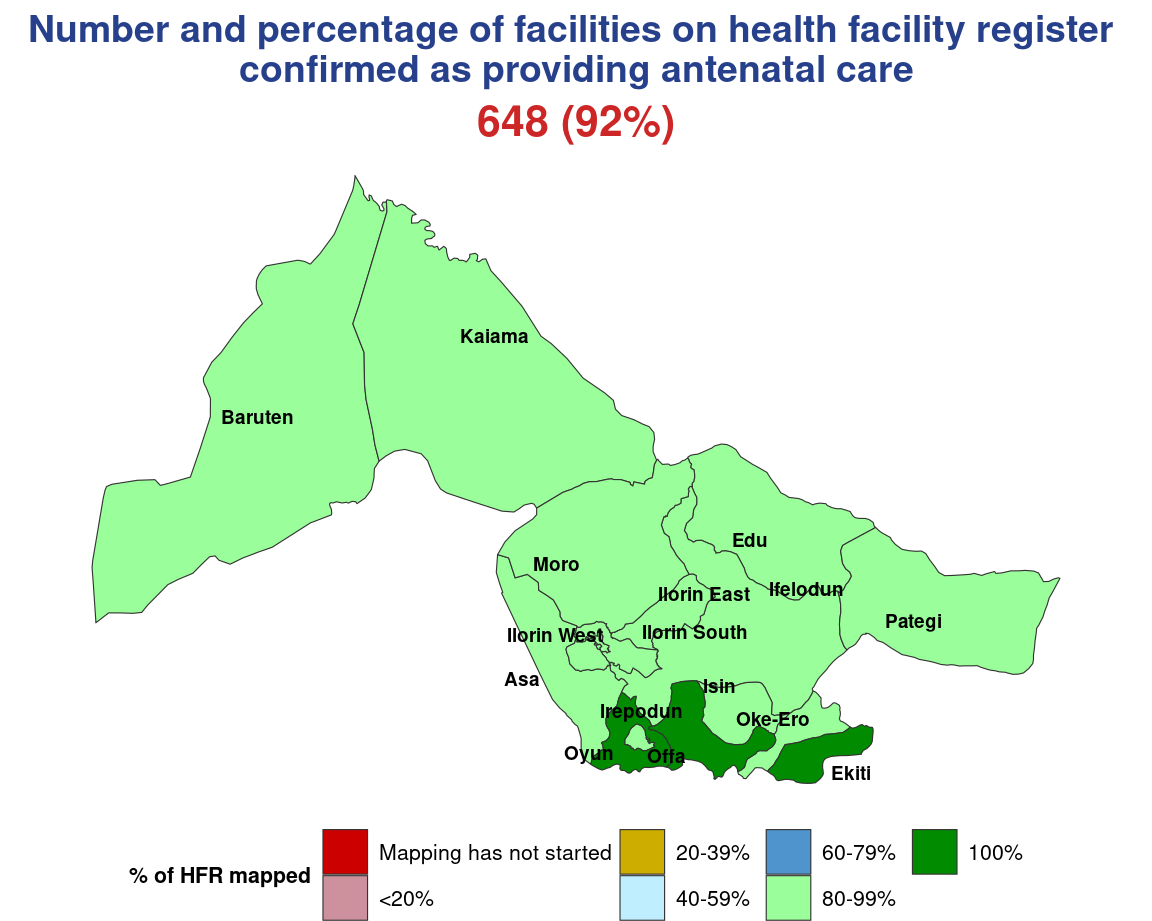 Number and percentage of facilities on health facility register
confirmed as providing antenatal care
648 (92%)
Kaiama
Baruten
Edu
Moro
Ifelodun
Ilorin East
Pategi
Ilorin West
Ilorin South
Asa
Isin
Irepodun
Oke-Ero
Oyun
Offa
Ekiti
% of HFR mapped
Mapping has not started
20-39%
60-79%
100%
<20%
40-59%
80-99%